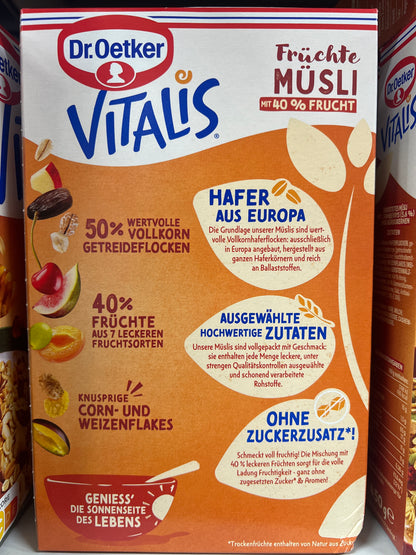 Dr.Oetker
VITALIS®
Früchte
MÜSLI
MIT 40 % FRUCHT
50% WERTVOLLE
VOLLKORN
GETREIDEFLOCKEN
HAFER
AUS EUROPA
Die Grundlage unserer Müslis sind wert-
volle Vollkornhaferflocken: ausschließlich
in Europa angebaut, hergestellt aus
ganzen Haferkörnern und reich
an Ballaststoffen.
40%
FRÜCHTE
AUS 7 LECKEREN
FRUCHTSORTEN
AUSGEWÄHLTE
HOCHWERTIGE ZUTATEN
Unsere Müslis sind vollgepackt mit Geschmack:
sie enthalten jede Menge leckere, unter
strengen Qualitätskontrollen ausgewählte
und schonend verarbeitete
Rohstoffe.
KNUSPRIGE
CORN- UND
WEIZENFLAKES
OHNE
ZUCKERZUSATZ*!
Schmeckt voll fruchtig! Die Mischung mit
40 % leckeren Früchten sorgt für die volle
Ladung Fruchtigkeit - ganz ohne
zugesetzten Zucker* & Aromen!
GENIESS'
DIE SONNENSEITE
DES LEBENS
*Trockenfrüchte enthalten von Natur aus Zucker